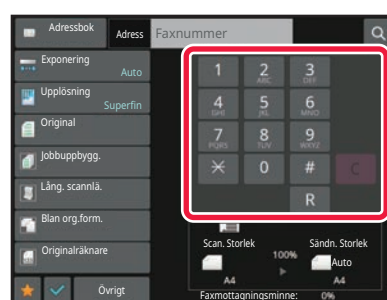 Adressbok
Adress
Faxnummer
Exponering
Auto
Upplösning
Superfin
Original
Jobbuppbygg.
Lång. scannlä.
Blan org.form.
Originalräknare
Övrigt
1 2 3
ABC DEF
4 5 6
GHI JKL MNO
7 8 9
PQRS TUV WXYZ
0 # C
R
Scan. Storlek
100%
Sändn. Storlek
Auto
A4
A4
Faxmottagningsminne: 0%